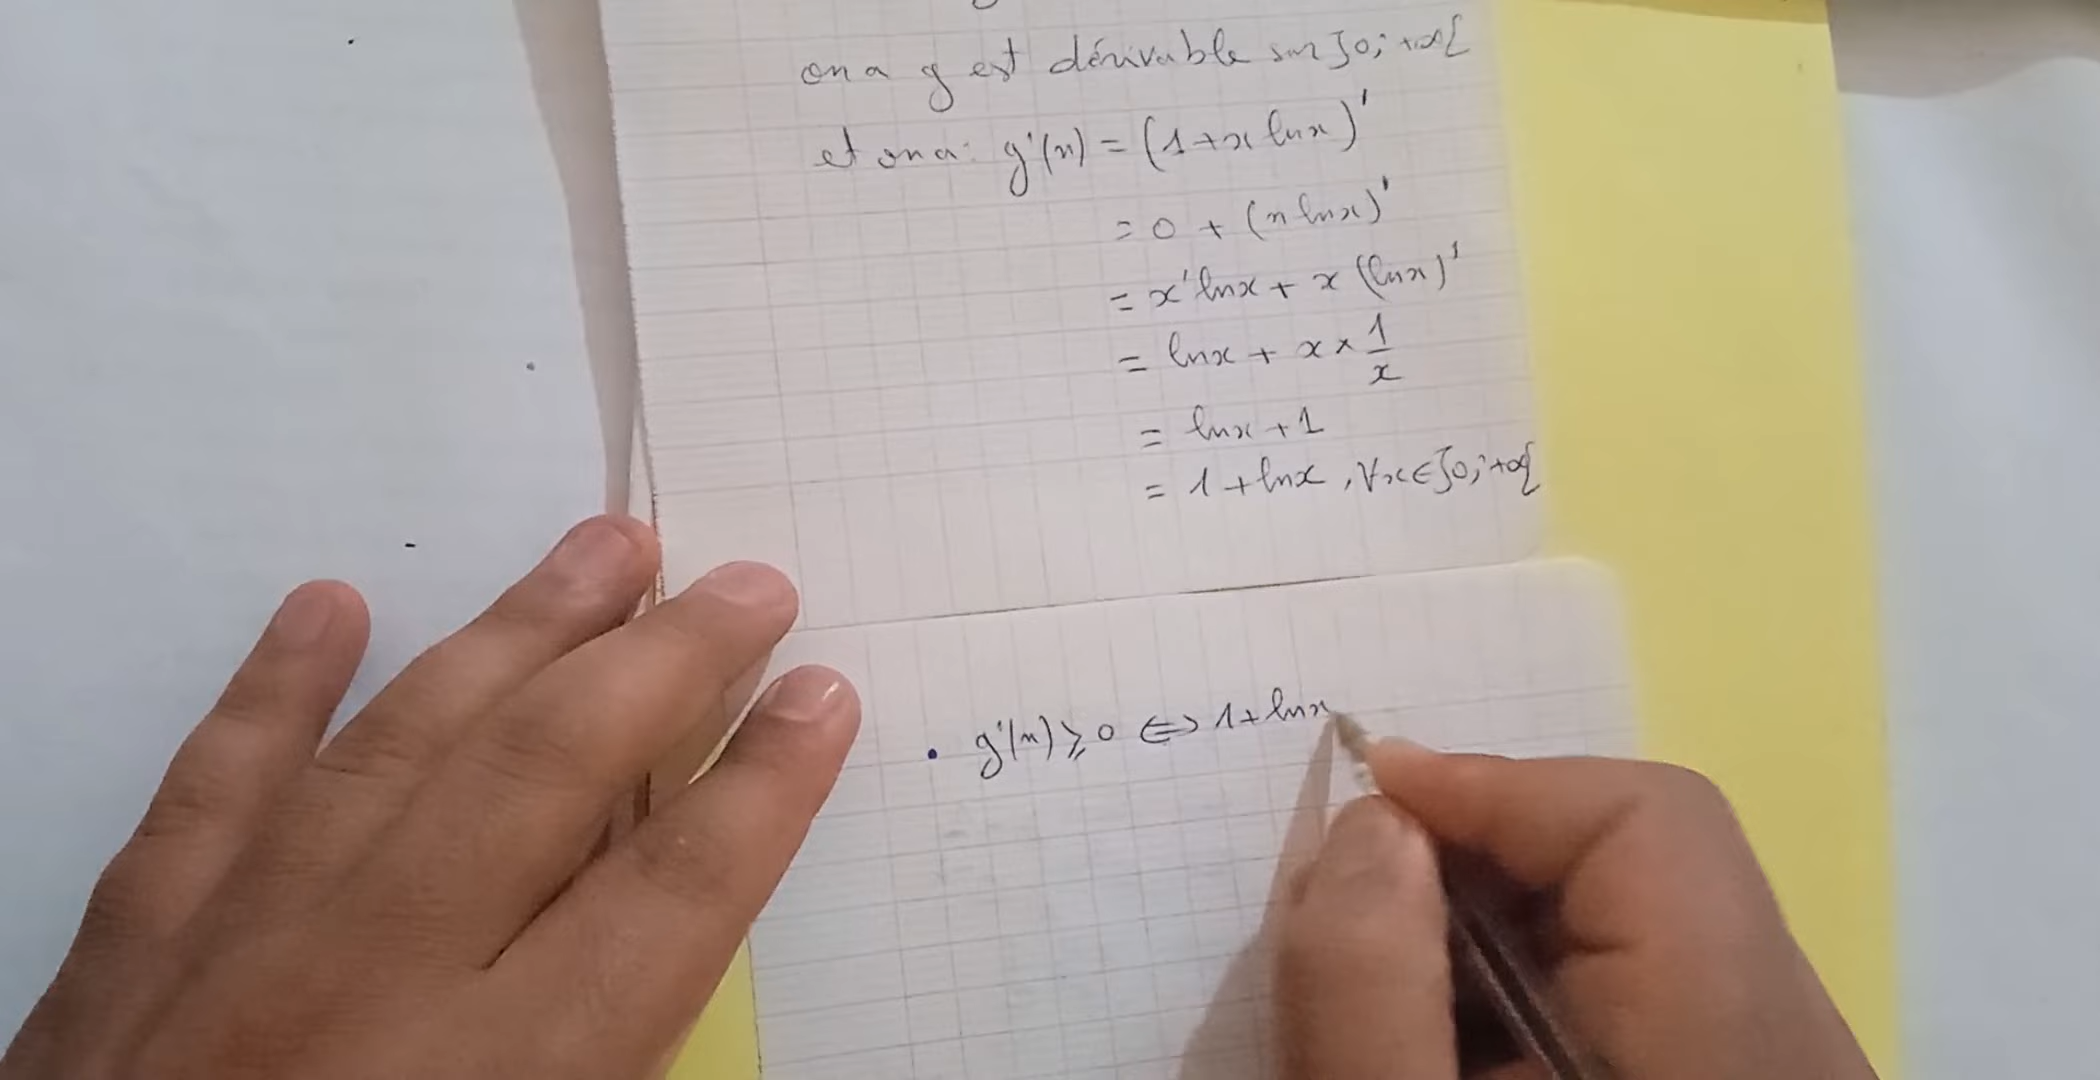 on a g est dérivable sur ]0; +∞[
et on a: g'(x) = (1 + x ln x)'
= 0 + (x ln x)'
= x' ln x + x (ln x)'
= ln x + x × 1/x
= ln x + 1
= 1 + ln x , ∀x ∈ ]0; +∞[
• g'(x) ⩾ 0 ⇔ 1 + ln x